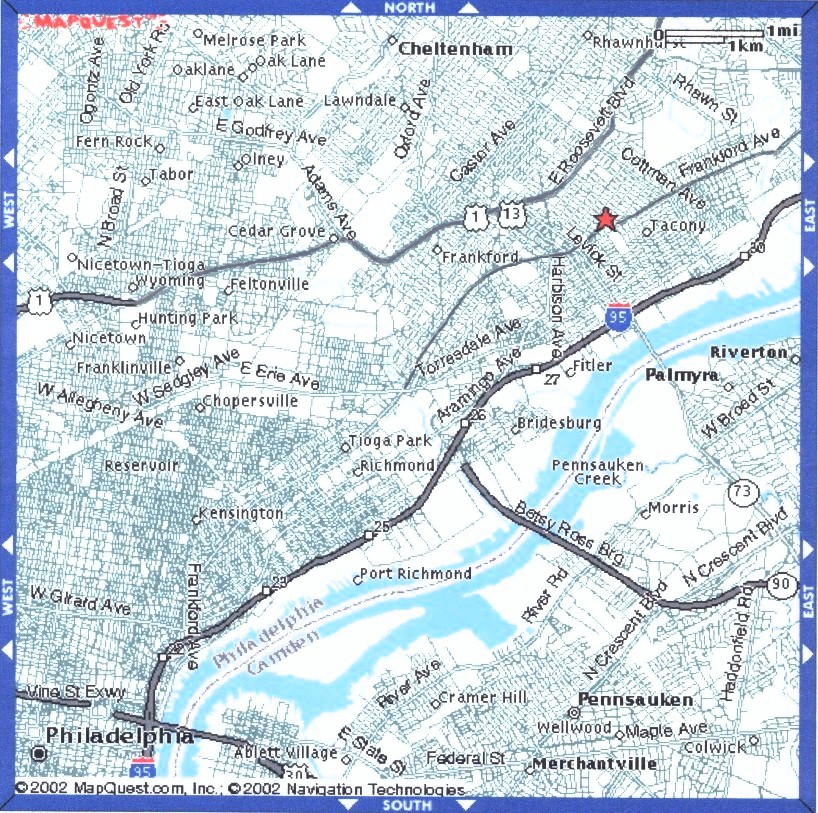 NORTH
MAPQUEST
1mi
1km
Melrose Park
Cheltenham
Rhawnhurst
Oak Lane
Oaklane
Ogontz Ave
Old York Rd
East Oak Lane
Lawndale
Oxford Ave
Rhawn St
E Godfrey Ave
Castor Ave
E Roosevelt Blvd
Fern Rock
Olney
Cottman Ave
Frankford Ave
Tabor
Adams Ave
WEST
EAST
N Broad St
1
13
Cedar Grove
Levick St
Tacony
Frankford
30
Nicetown-Tioga
Wyoming
Feltonville
Harbison Ave
1
95
Hunting Park
Nicetown
Torresdale Ave
Riverton
Franklinville
W Sedgley Ave
E Erie Ave
Aramingo Ave
27
Fitler
Palmyra
W Allegheny Ave
Chopersville
W Broad St
26
Bridesburg
Tioga Park
Reservoir
Richmond
Pennsauken
Creek
73
Kensington
Morris
Betsy Ross Brg
25
N Crescent Blvd
WEST
EAST
Port Richmond
23
90
W Girard Ave
Frankford Ave
River Rd
N Crescent Blvd
Haddonfield Rd
Philadelphia
Camden
Vine St Exwy
River Ave
Cramer Hill
Pennsauken
Philadelphia
Wellwood
Maple Ave
Colwick
Ablett Village
E State St
Federal St
Merchantville
95
30
©2002 MapQuest.com, Inc.; ©2002 Navigation Technologies
SOUTH